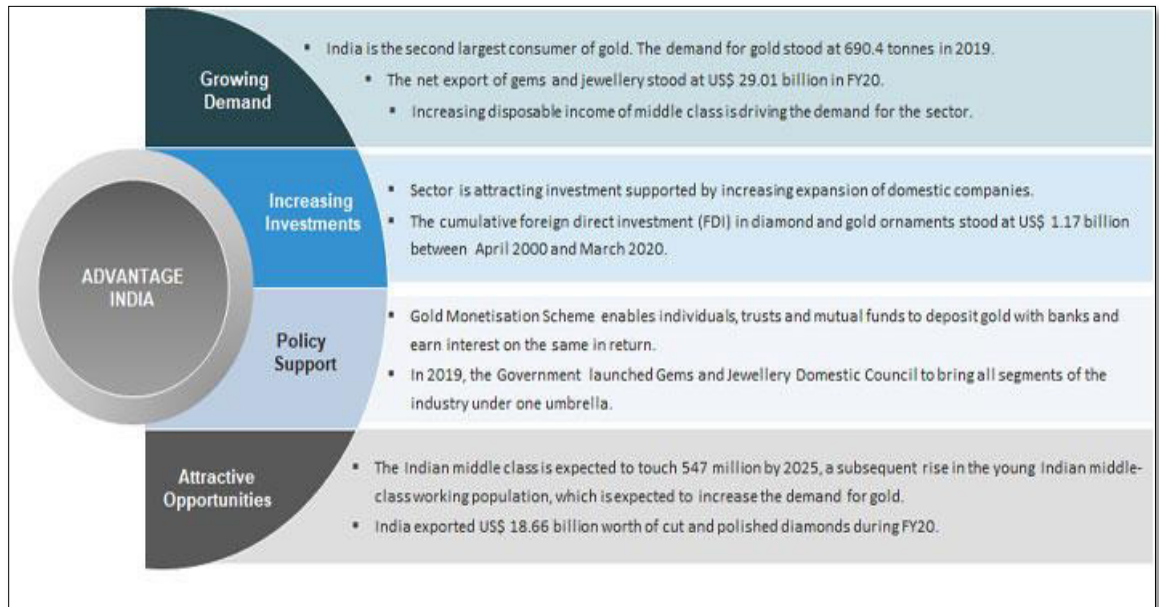 Growing
Demand
▪ India is the second largest consumer of gold. The demand for gold stood at 690.4 tonnes in 2019.
▪ The net export of gems and jewellery stood at US$ 29.01 billion in FY20.
▪ Increasing disposable income of middle class is driving the demand for the sector.
ADVANTAGE
INDIA
Increasing
Investments
▪ Sector is attracting investment supported by increasing expansion of domestic companies.
▪ The cumulative foreign direct investment (FDI) in diamond and gold ornaments stood at US$ 1.17 billion
between April 2000 and March 2020.
Policy
Support
▪ Gold Monetisation Scheme enables individuals, trusts and mutual funds to deposit gold with banks and
earn interest on the same in return.
▪ In 2019, the Government launched Gems and Jewellery Domestic Council to bring all segments of the
industry under one umbrella.
Attractive
Opportunities
▪ The Indian middle class is expected to touch 547 million by 2025, a subsequent rise in the young Indian middle-
class working population, which is expected to increase the demand for gold.
▪ India exported US$ 18.66 billion worth of cut and polished diamonds during FY20.